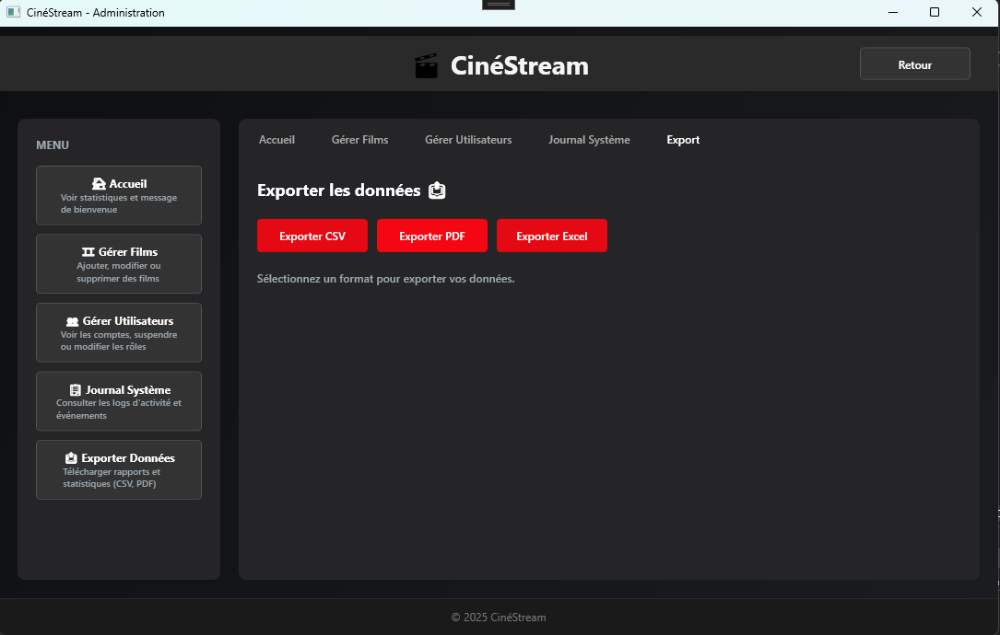 CinéStream - Administration
CinéStream
Retour
MENU
Accueil
Voir statistiques et message
de bienvenue
Gérer Films
Ajouter, modifier ou
supprimer des films
Gérer Utilisateurs
Voir les comptes, suspendre
ou modifier les rôles
Journal Système
Consulter les logs d'activité et
événements
Exporter Données
Télécharger rapports et
statistiques (CSV, PDF)
Accueil Gérer Films Gérer Utilisateurs Journal Système Export
Exporter les données
Exporter CSV Exporter PDF Exporter Excel
Sélectionnez un format pour exporter vos données.
© 2025 CinéStream